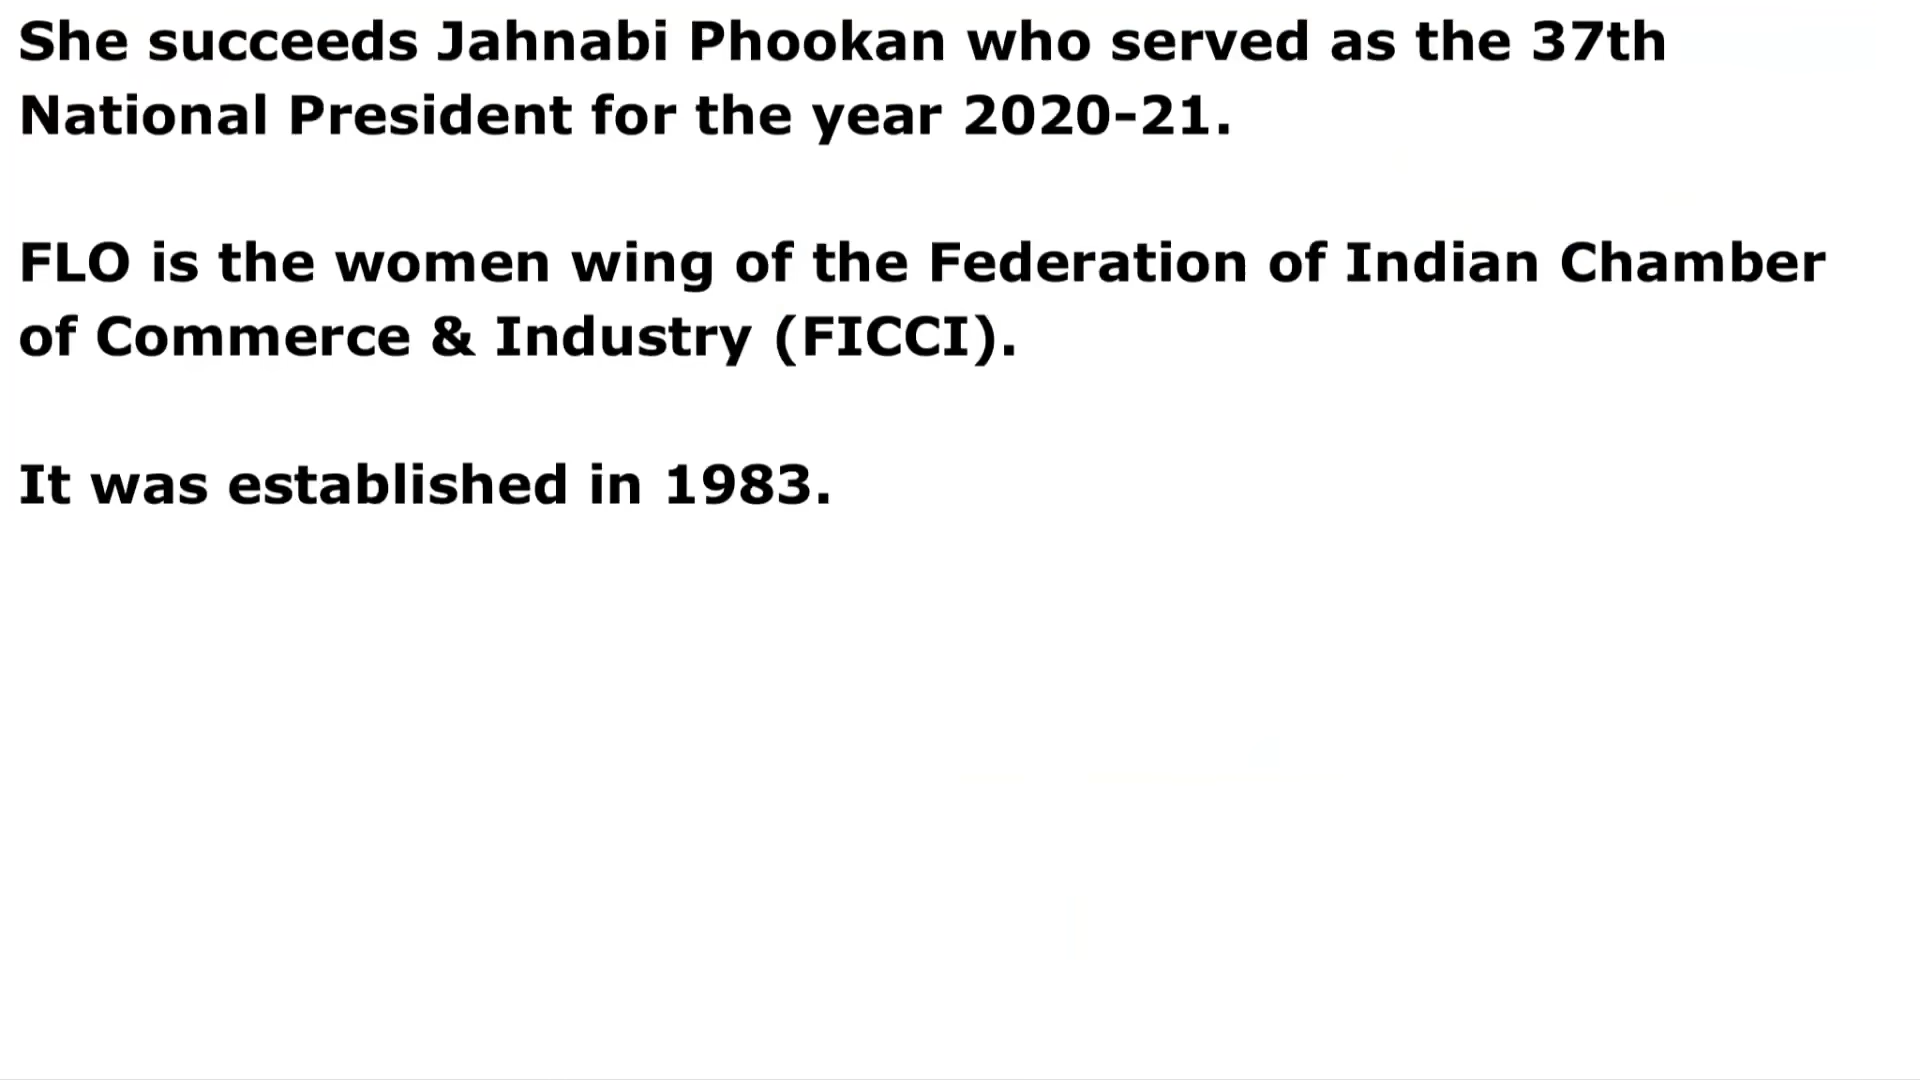 She succeeds Jahnabi Phookan who served as the 37th
National President for the year 2020-21.
FLO is the women wing of the Federation of Indian Chamber
of Commerce & Industry (FICCI).
It was established in 1983.